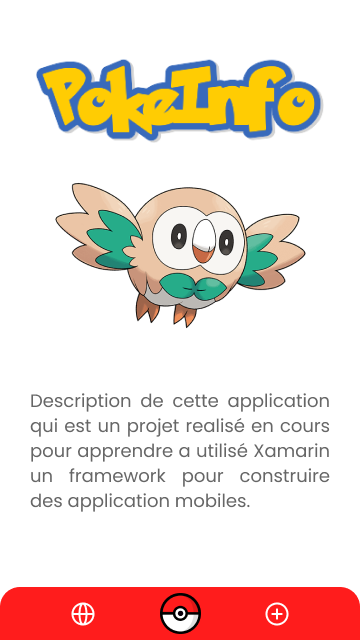 PokeInfo
Description de cette application
qui est un projet realisé en cours
pour apprendre a utilisé Xamarin
un framework pour construire
des application mobiles.